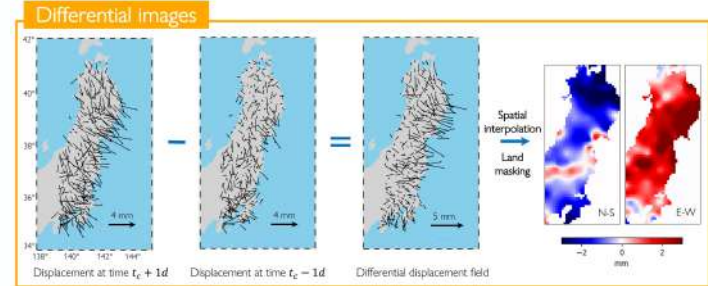 Differential images
42°
40°
38°
36°
34°
138°
140°
142°
144°
4 mm
4 mm
5 mm
Displacement at time t_c + 1d
Displacement at time t_c − 1d
Differential displacement field
Spatial
interpolation
Land
masking
N-S
E-W
−2
0
2
mm